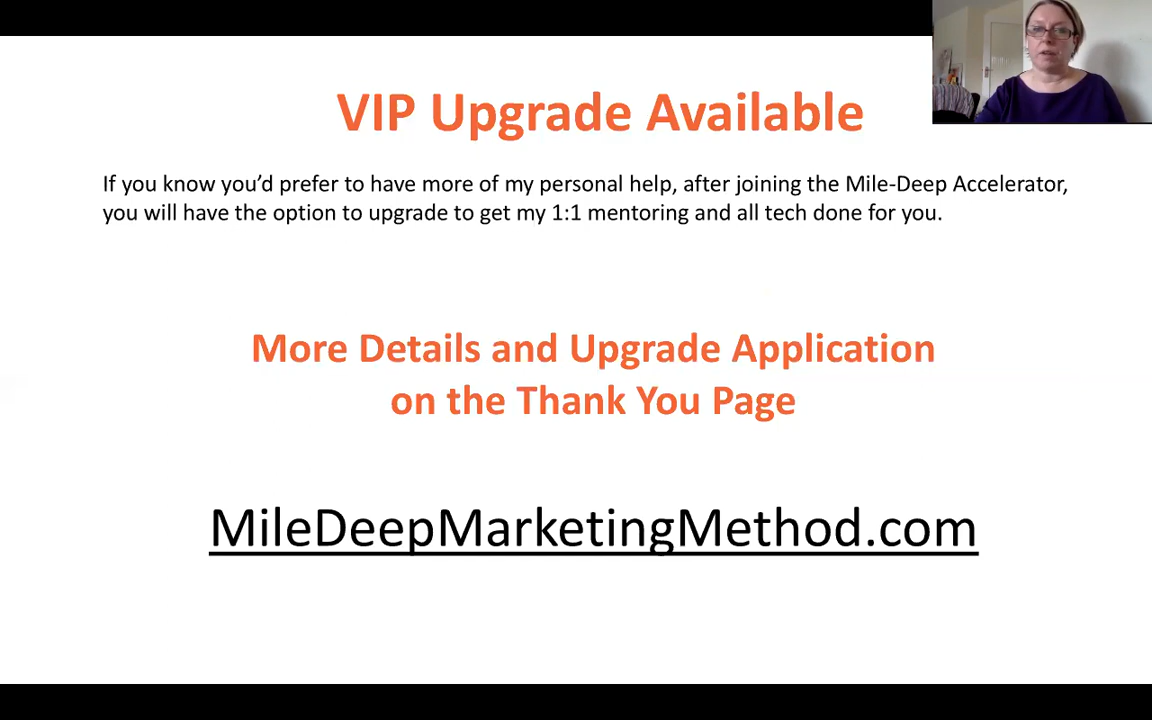 VIP Upgrade Available
If you know you’d prefer to have more of my personal help, after joining the Mile-Deep Accelerator,
you will have the option to upgrade to get my 1:1 mentoring and all tech done for you.
More Details and Upgrade Application
on the Thank You Page
MileDeepMarketingMethod.com